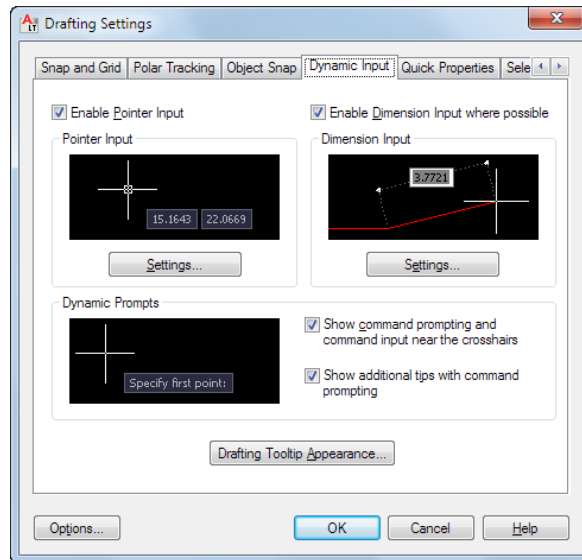 A LT Drafting Settings
Snap and Grid Polar Tracking Object Snap Dynamic Input Quick Properties Sele
Enable Pointer Input
Enable Dimension Input where possible
Pointer Input
Dimension Input
15.1643 22.0669
3.7721
Settings...
Settings...
Dynamic Prompts
Specify first point:
Show command prompting and
command input near the crosshairs
Show additional tips with command
prompting
Drafting Tooltip Appearance...
Options... OK Cancel Help